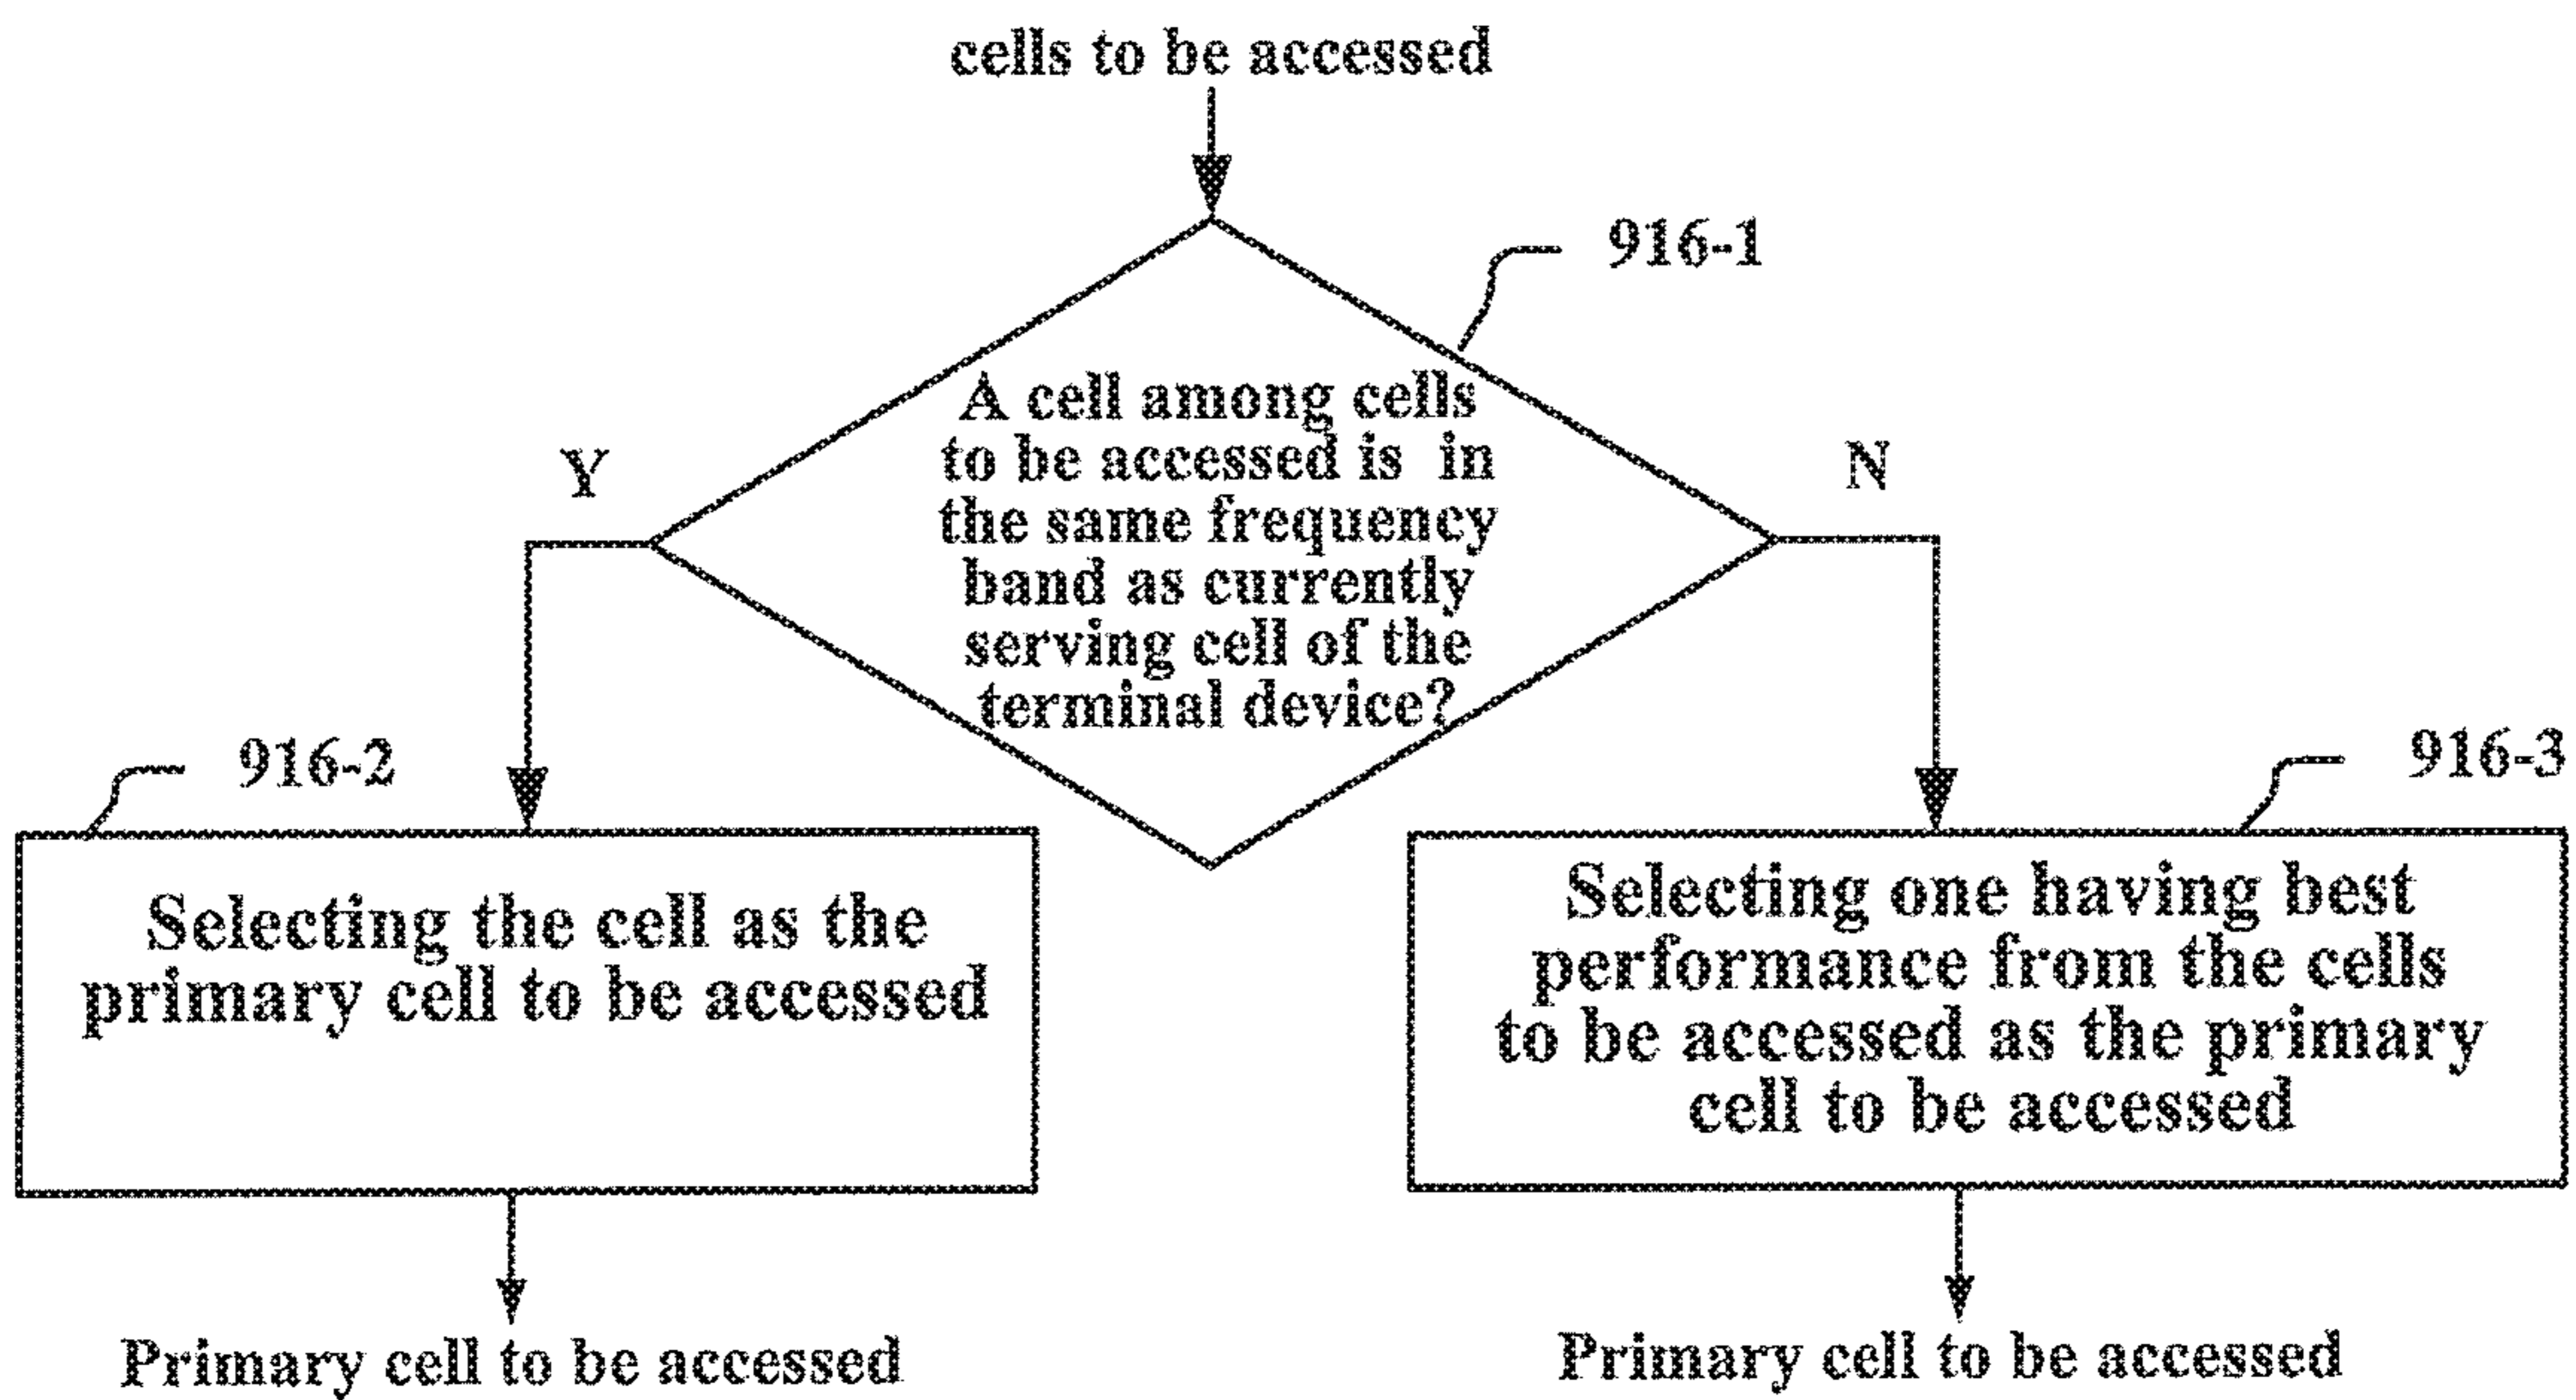 cells to be accessed
916-1
A cell among cells
to be accessed is in
the same frequency
band as currently
serving cell of the
terminal device?
Y
N
916-2
Selecting the cell as the
primary cell to be accessed
916-3
Selecting one having best
performance from the cells
to be accessed as the primary
cell to be accessed
Primary cell to be accessed
Primary cell to be accessed